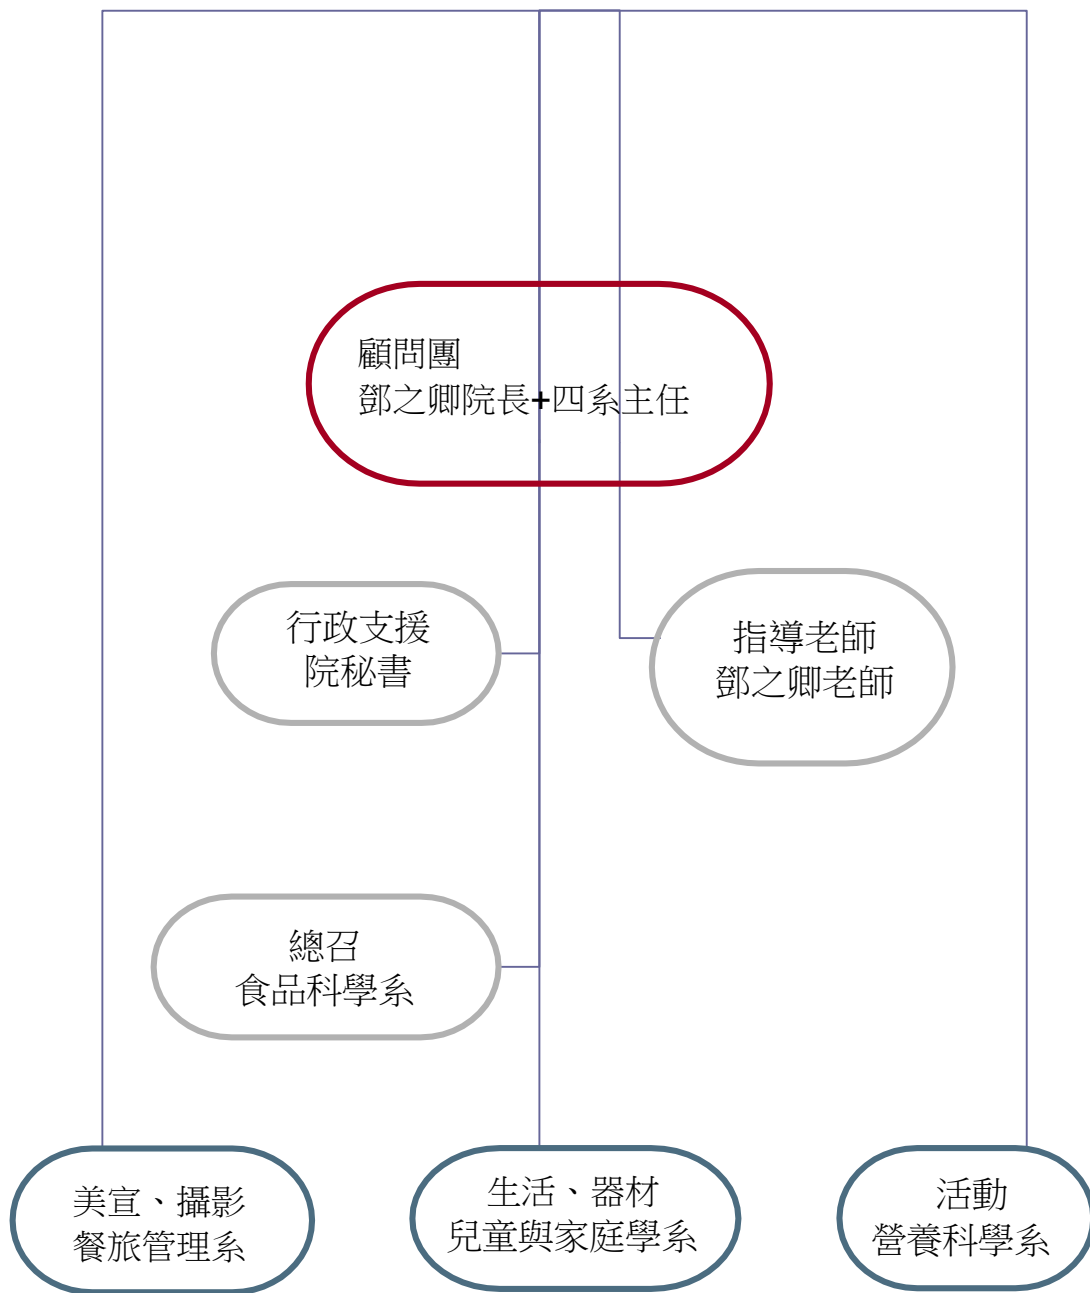 顧問團
鄧之卿院長+四系主任
行政支援
院秘書
指導老師
鄧之卿老師
總召
食品科學系
美宣、攝影
餐旅管理系
生活、器材
兒童與家庭學系
活動
營養科學系